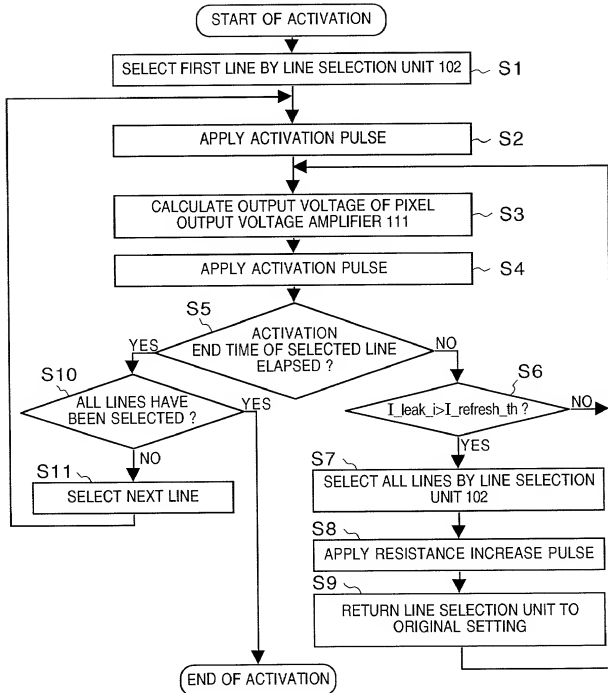 START OF ACTIVATION
SELECT FIRST LINE BY LINE SELECTION UNIT 102
S1
APPLY ACTIVATION PULSE
S2
CALCULATE OUTPUT VOLTAGE OF PIXEL
OUTPUT VOLTAGE AMPLIFIER 111
S3
APPLY ACTIVATION PULSE
S4
S5
ACTIVATION
END TIME OF SELECTED LINE
ELAPSED ?
YES
NO
S10
ALL LINES HAVE
BEEN SELECTED ?
YES
NO
S11
SELECT NEXT LINE
S6
I_leak_i>I_refresh_th ?
NO
YES
S7
SELECT ALL LINES BY LINE SELECTION
UNIT 102
S8
APPLY RESISTANCE INCREASE PULSE
S9
RETURN LINE SELECTION UNIT TO
ORIGINAL SETTING
END OF ACTIVATION